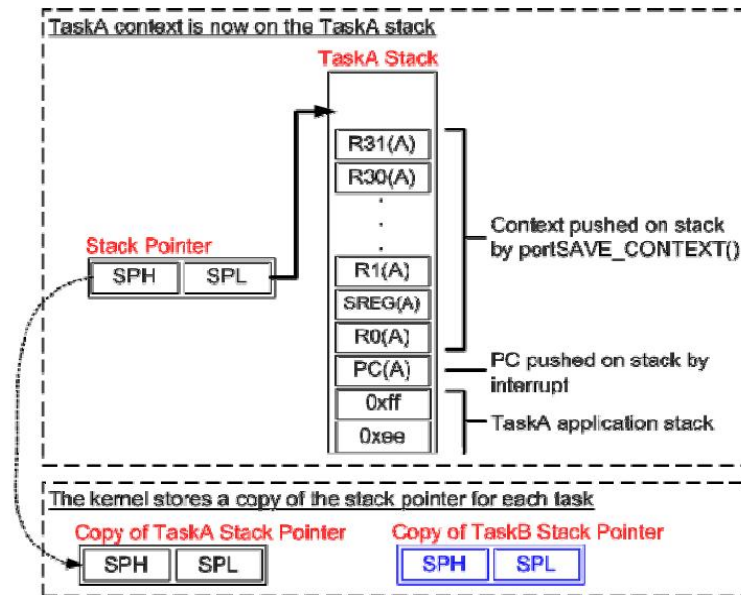 TaskA context is now on the TaskA stack
TaskA Stack
R31(A)
R30(A)
.
.
.
Context pushed on stack
by portSAVE_CONTEXT()
Stack Pointer
SPH SPL
R1(A)
SREG(A)
R0(A)
PC(A)
PC pushed on stack by
interrupt
0xff
TaskA application stack
0xee
The kernel stores a copy of the stack pointer for each task
Copy of TaskA Stack Pointer
Copy of TaskB Stack Pointer
SPH SPL
SPH SPL